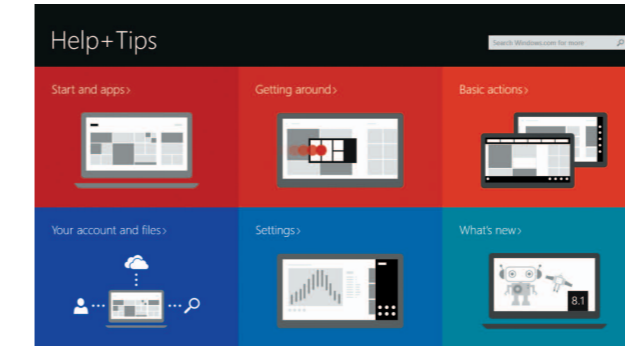 Help+Tips
Search Windows.com for more
Start and apps›
Getting around›
Basic actions›
Your account and files›
Settings›
What's new›
8.1